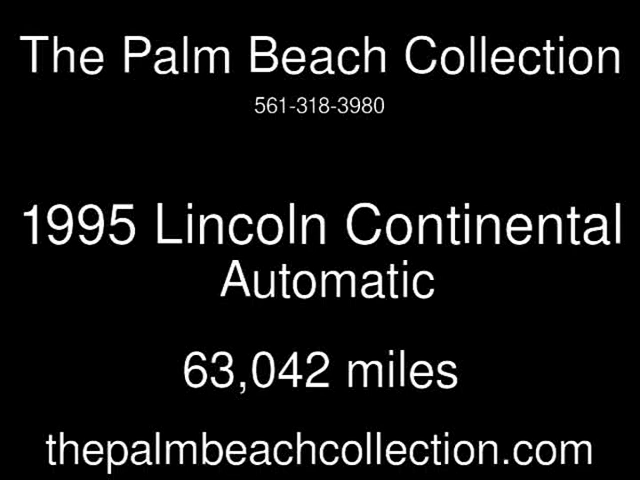 The Palm Beach Collection
561-318-3980
1995 Lincoln Continental
Automatic
63,042 miles
thepalmbeachcollection.com